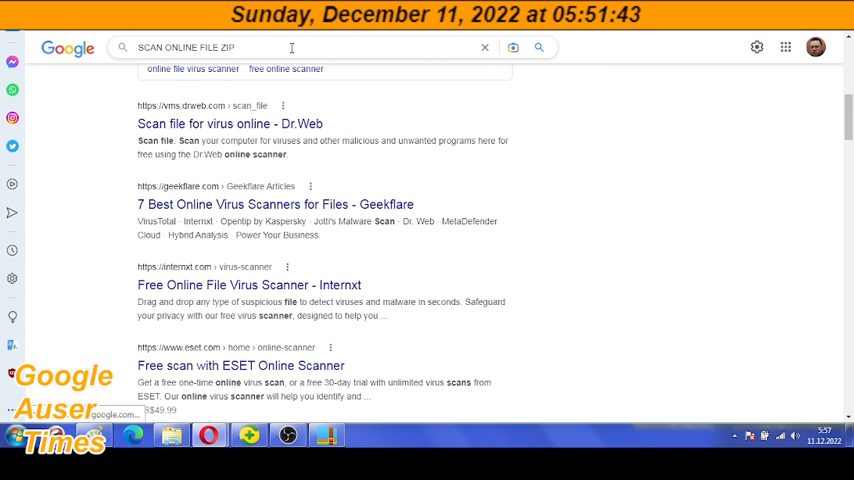 Sunday, December 11, 2022 at 05:51:43
Google
SCAN ONLINE FILE ZIP
online file virus scanner free online scanner
https://vms.drweb.com › scan_file
Scan file for virus online - Dr.Web
Scan file. Scan your computer for viruses and other malicious and unwanted programs here for
free using the Dr.Web online scanner.
https://geekflare.com › Geekflare Articles
7 Best Online Virus Scanners for Files - Geekflare
VirusTotal · Internxt · Opentip by Kaspersky · Jotti's Malware Scan · Dr. Web · MetaDefender
Cloud · Hybrid Analysis · Power Your Business.
https://internxt.com › virus-scanner
Free Online File Virus Scanner - Internxt
Drag and drop any type of suspicious file to detect viruses and malware in seconds. Safeguard
your privacy with our free virus scanner, designed to help you ...
https://www.eset.com › home › online-scanner
Free scan with ESET Online Scanner
Get a free one-time online virus scan, or a free 30-day trial with unlimited virus scans from
ESET. Our online virus scanner will help you identify and ...
S$49.99
google.com...
Google
Auser
Times
5:57
11.12.2022